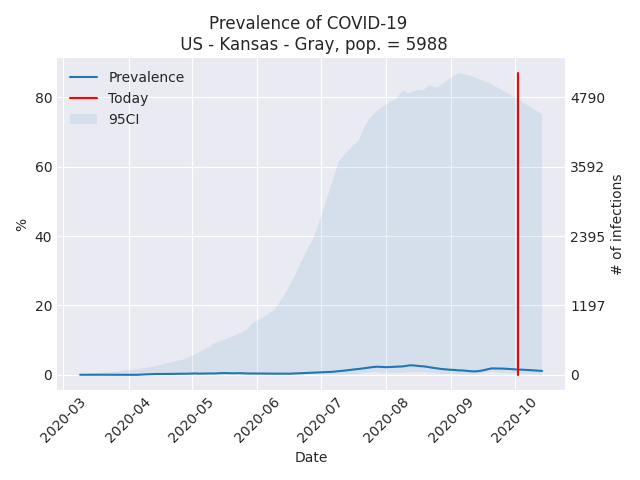 Prevalence of COVID-19
US - Kansas - Gray, pop. = 5988
Prevalence
Today
95CI
80
60
40
20
0
%
4790
3592
2395
1197
0
# of infections
2020-03
2020-04
2020-05
2020-06
2020-07
2020-08
2020-09
2020-10
Date